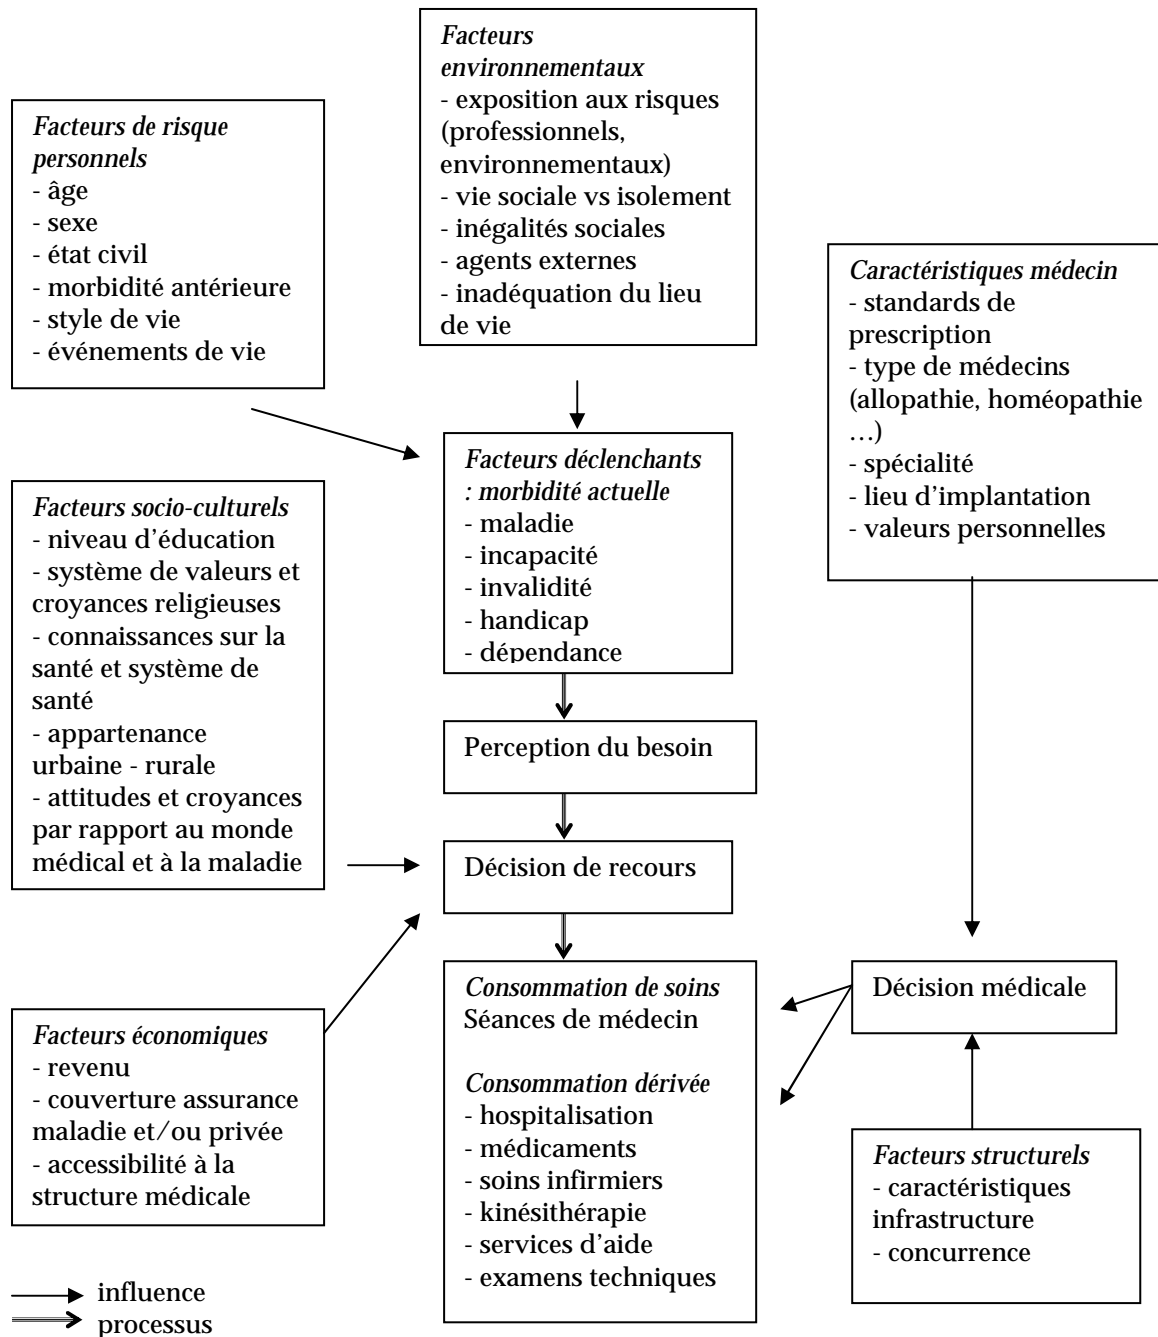 Facteurs
environnementaux
- exposition aux risques
(professionnels,
environnementaux)
- vie sociale vs isolement
- inégalités sociales
- agents externes
- inadéquation du lieu
de vie
Facteurs de risque
personnels
- âge
- sexe
- état civil
- morbidité antérieure
- style de vie
- événements de vie
Caractéristiques médecin
- standards de
prescription
- type de médecins
(allopathie, homéopathie
…)
- spécialité
- lieu d’implantation
- valeurs personnelles
Facteurs déclenchants
: morbidité actuelle
- maladie
- incapacité
- invalidité
- handicap
- dépendance
Facteurs socio-culturels
- niveau d’éducation
- système de valeurs et
croyances religieuses
- connaissances sur la
santé et système de
santé
- appartenance
urbaine - rurale
- attitudes et croyances
par rapport au monde
médical et à la maladie
Perception du besoin
Décision de recours
Consommation de soins
Séances de médecin
Consommation dérivée
- hospitalisation
- médicaments
- soins infirmiers
- kinésithérapie
- services d’aide
- examens techniques
Décision médicale
Facteurs économiques
- revenu
- couverture assurance
maladie et/ou privée
- accessibilité à la
structure médicale
Facteurs structurels
- caractéristiques
infrastructure
- concurrence
influence
processus